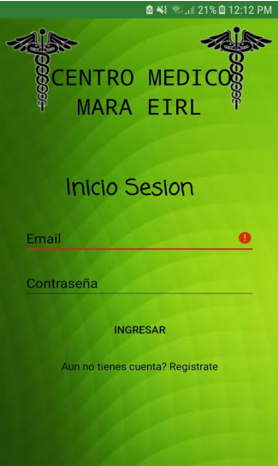 21% 12:12 PM
CENTRO MEDICO
MARA EIRL
Inicio Sesion
Email
Contraseña
INGRESAR
Aun no tienes cuenta? Registrate